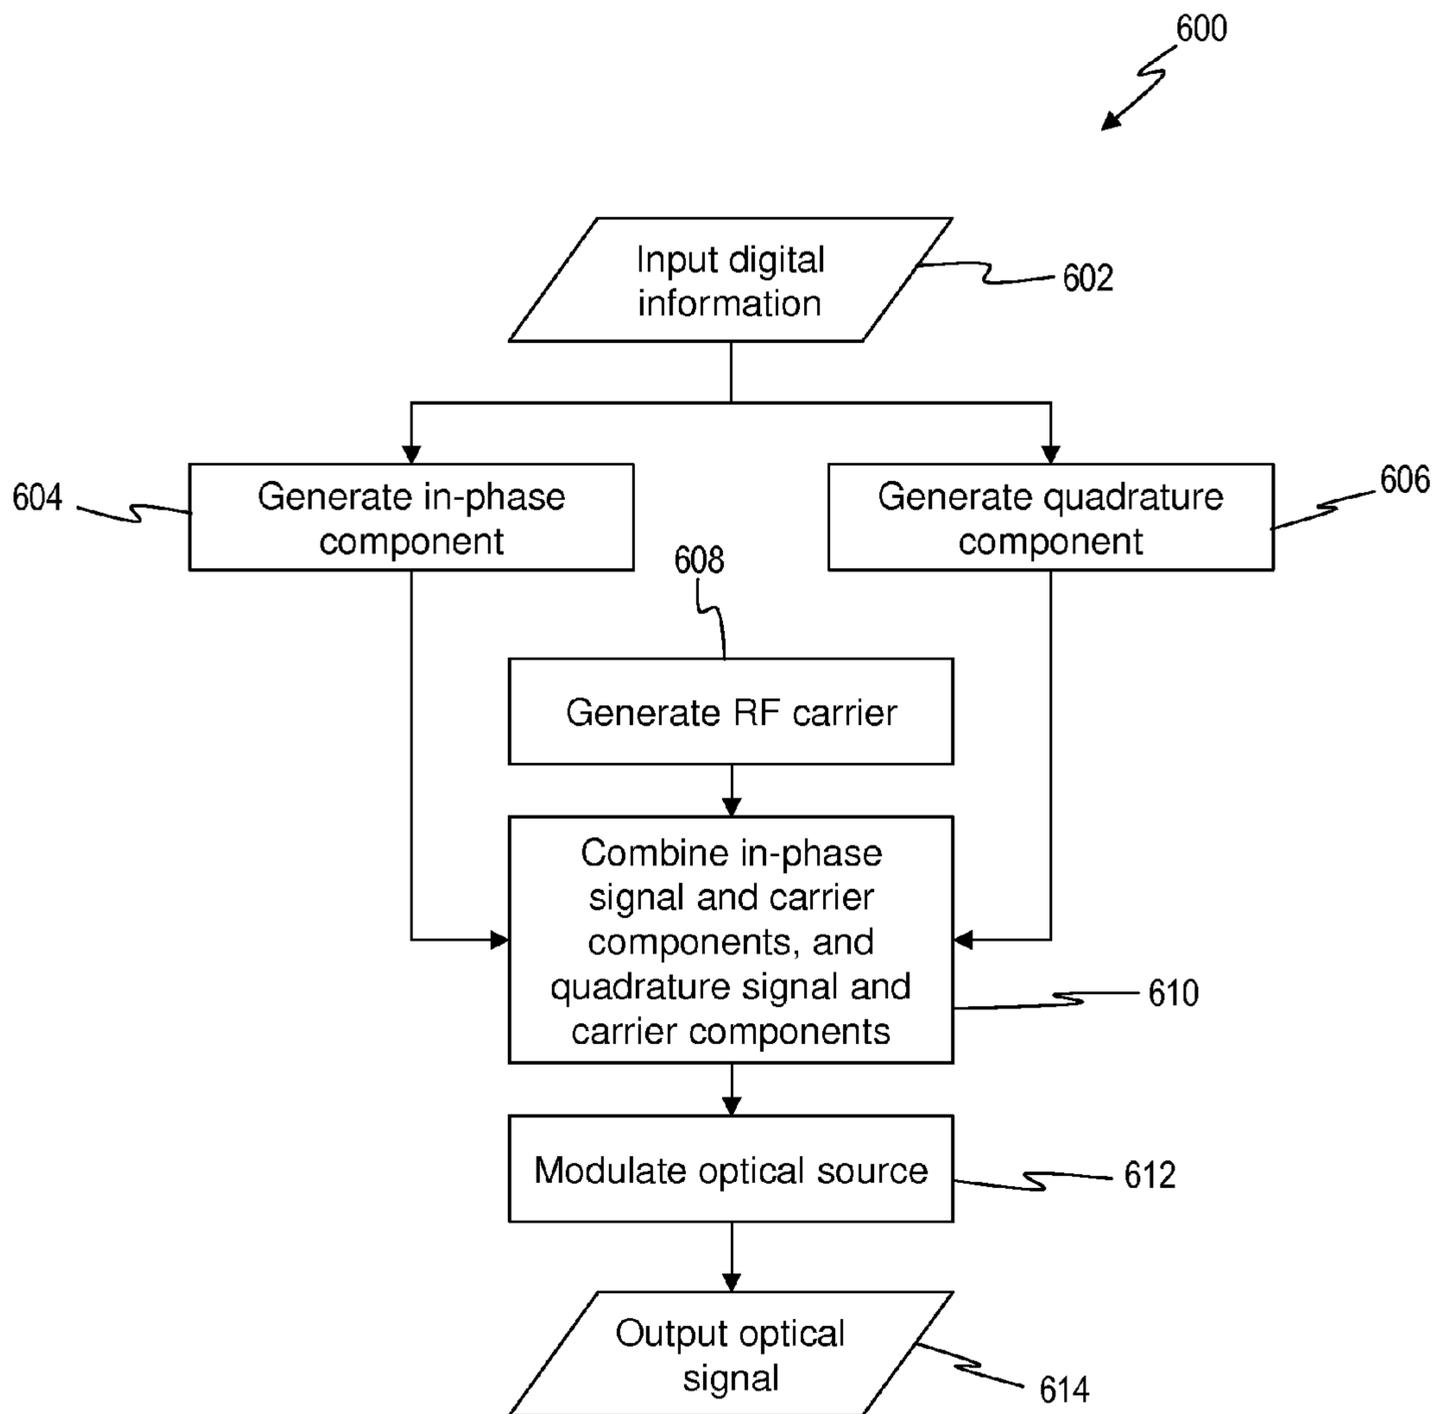 600
Input digital
information
602
604
Generate in-phase
component
Generate quadrature
component
606
608
Generate RF carrier
Combine in-phase
signal and carrier
components, and
quadrature signal and
carrier components
610
Modulate optical source
612
Output optical
signal
614